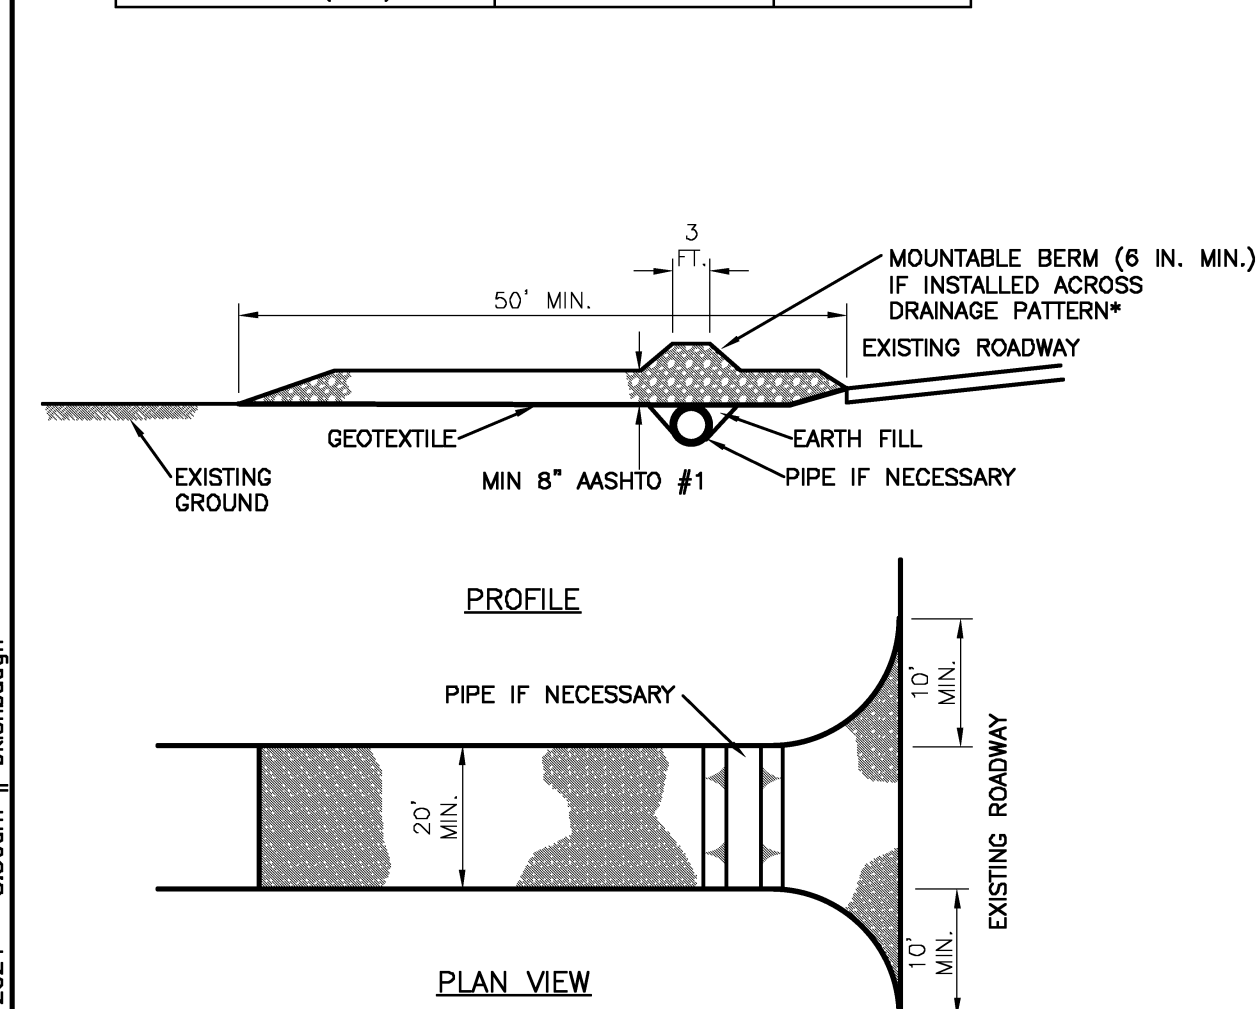 3
FT.
50' MIN.
MOUNTABLE BERM (6 IN. MIN.)
IF INSTALLED ACROSS
DRAINAGE PATTERN*
EXISTING ROADWAY
GEOTEXTILE
EARTH FILL
EXISTING
GROUND
MIN 8" AASHTO #1
PIPE IF NECESSARY
PROFILE
PIPE IF NECESSARY
10'
MIN.
20'
MIN.
EXISTING ROADWAY
10'
MIN.
PLAN VIEW